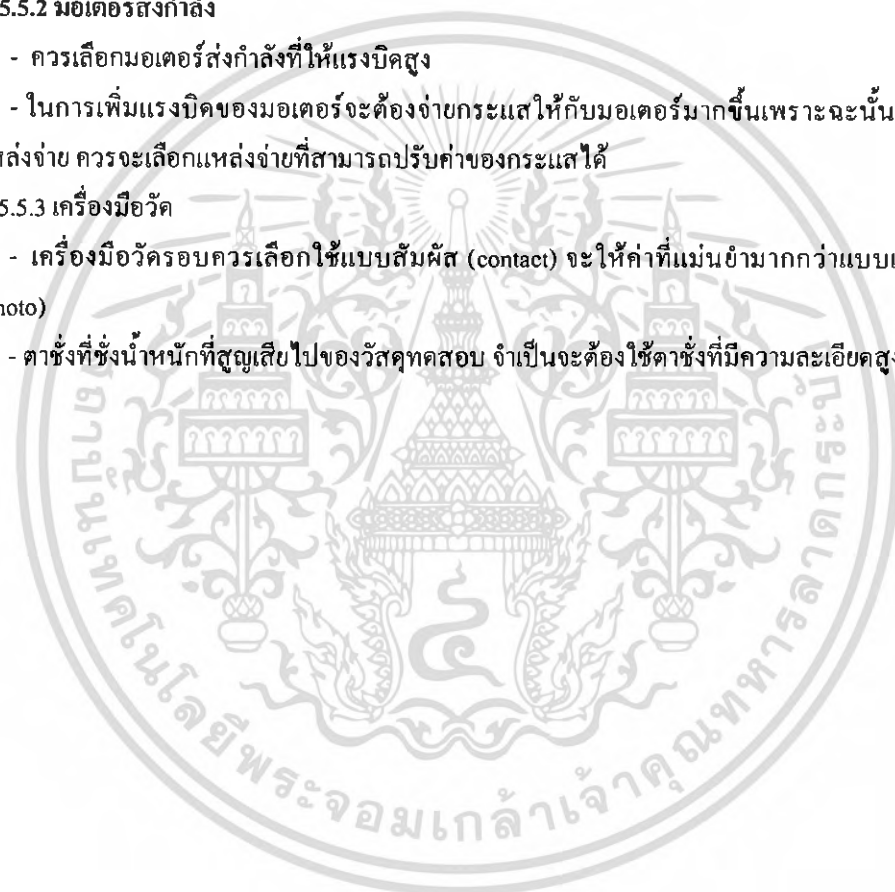 5.5.2 มอเตอร์ส่งกำลัง
- ควรเลือกมอเตอร์ส่งกำลังที่ให้แรงบิดสูง
- ในการเพิ่มแรงบิดของมอเตอร์จะต้องจ่ายกระแสให้กับมอเตอร์มากขึ้นเพราะฉะนั้น
หล่งจ่าย ควรจะเลือกแหล่งจ่ายที่สามารถปรับค่าของกระแสได้
5.5.3 เครื่องมือวัด
- เครื่องมือวัดรอบควรเลือกใช้แบบสัมผัส (contact) จะให้ค่าที่แม่นยำมากกว่าแบบ
hoto)
- ตาชั่งที่ชั่งน้ำหนักที่สูญเสียไปของวัสดุทดสอบ จำเป็นจะต้องใช้ตาชั่งที่มีความละเอียดสูง
สถาบันเทคโนโลยีพระจอมเกล้าเจ้าคุณทหารลาดกระบัง